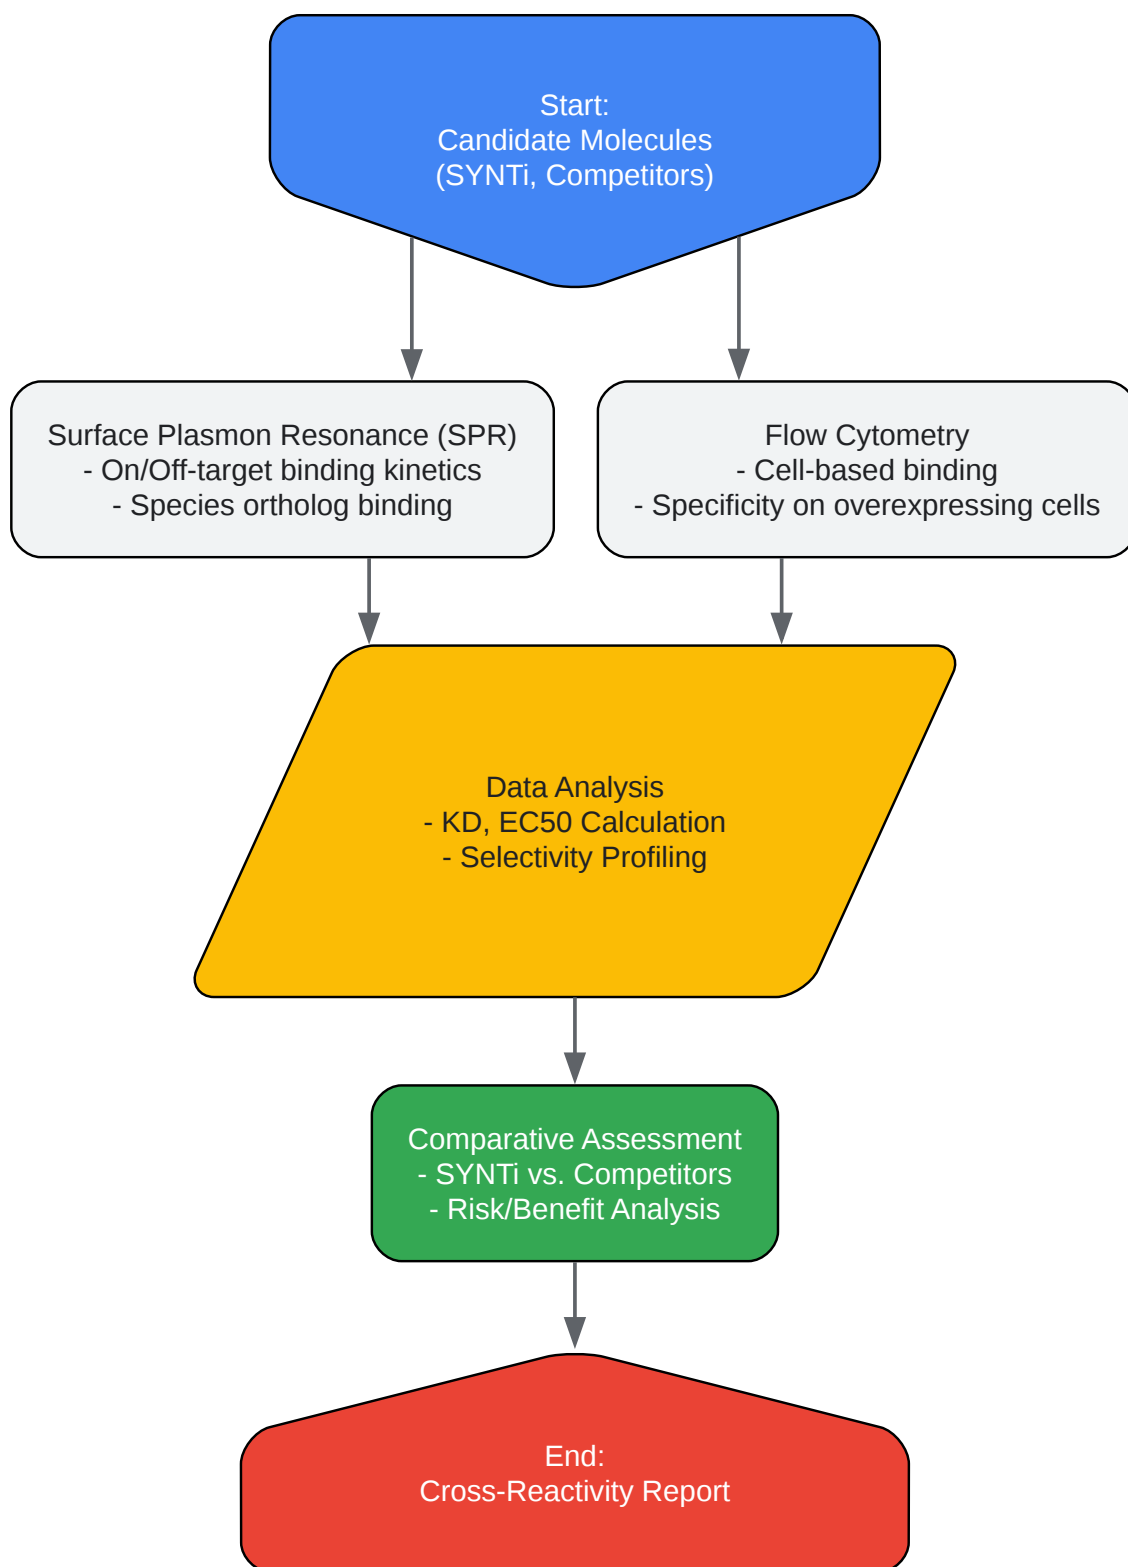 Start:
Candidate Molecules
(SYNTi, Competitors)
Surface Plasmon Resonance (SPR)
- On/Off-target binding kinetics
- Species ortholog binding
Flow Cytometry
- Cell-based binding
- Specificity on overexpressing cells
Data Analysis
- KD, EC50 Calculation
- Selectivity Profiling
Comparative Assessment
- SYNTi vs. Competitors
- Risk/Benefit Analysis
End:
Cross-Reactivity Report